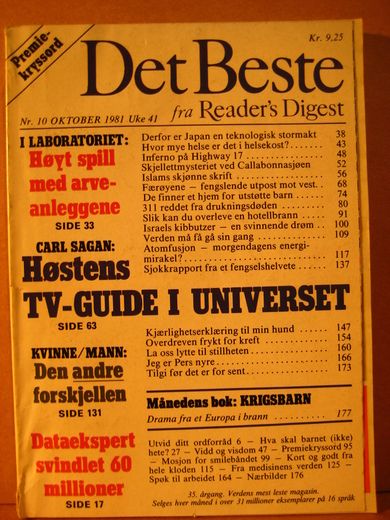 Premie-
kryssord
Kr. 9,25
Det Beste
fra Reader's Digest
Nr. 10 OKTOBER 1981 Uke 41
I LABORATORIET:
Høyt spill
med arve-
anleggene
SIDE 33
CARL SAGAN:
Høstens
TV-GUIDE I UNIVERSET
SIDE 63
KVINNE/MANN:
Den andre
forskjellen
SIDE 131
Dataekspert
svindlet 60
millioner
SIDE 17
Derfor er Japan en teknologisk stormakt 38
Hvor mye helse er det i helsekost?....... 43
Inferno på Highway 17 .............. 48
Skjellettmysteriet ved Callabonnasjøen 52
Islams skjønne skrift ................ 56
Færøyene – fengslende utpost mot vest.. 68
De finner et hjem for utstøtte barn ..... 74
311 reddet fra drukningsdøden ........ 80
Slik kan du overleve en hotellbrann .... 91
Israels kibbutzer – en svinnende drøm .. 100
Verden må få gå sin gang ............ 109
Atomfusjon – morgendagens energi-
mirakel?.......................... 117
Sjokkrapport fra et fengselshelvete .... 137
Kjærlighetserklæring til min hund ...... 147
Overdreven frykt for kreft ............ 154
La oss lytte til stillheten .............. 160
Jeg er Pers nyre .................... 166
Tilgi før det er for sent .............. 173
Månedens bok: KRIGSBARN
Drama fra et Europa i brann ......... 177
Utvid ditt ordforråd 6 – Hva skal barnet (ikke)
hete? 27 – Vidd og visdom 47 – Premiekryssord 95
– Mosjon for smilebåndet 99 – Kort og godt fra
hele kloden 115 – Fra medisinens verden 125 –
Spøk til arbeidet 164 – Nærbilder 176
35. årgang. Verdens mest leste magasin.
Selges hver måned i over 31 millioner eksemplarer på 16 språk